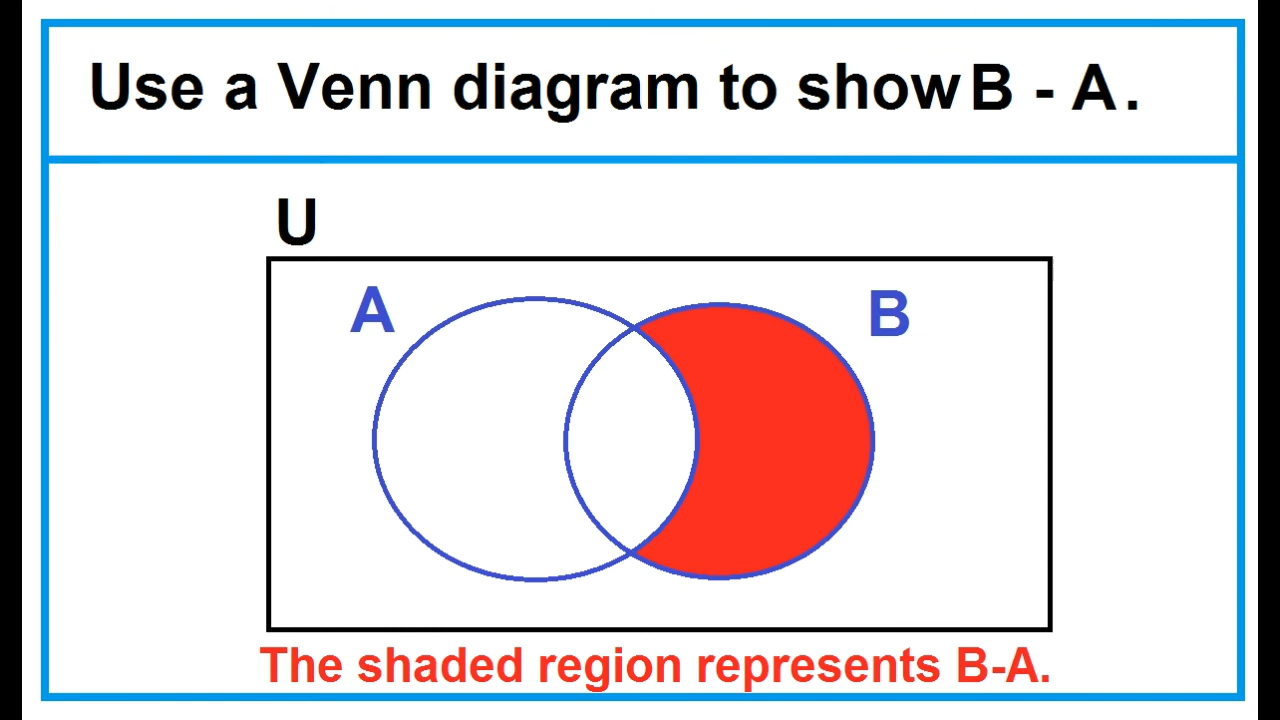 Use a Venn diagram to show B - A.
U
A
B
The shaded region represents B-A.